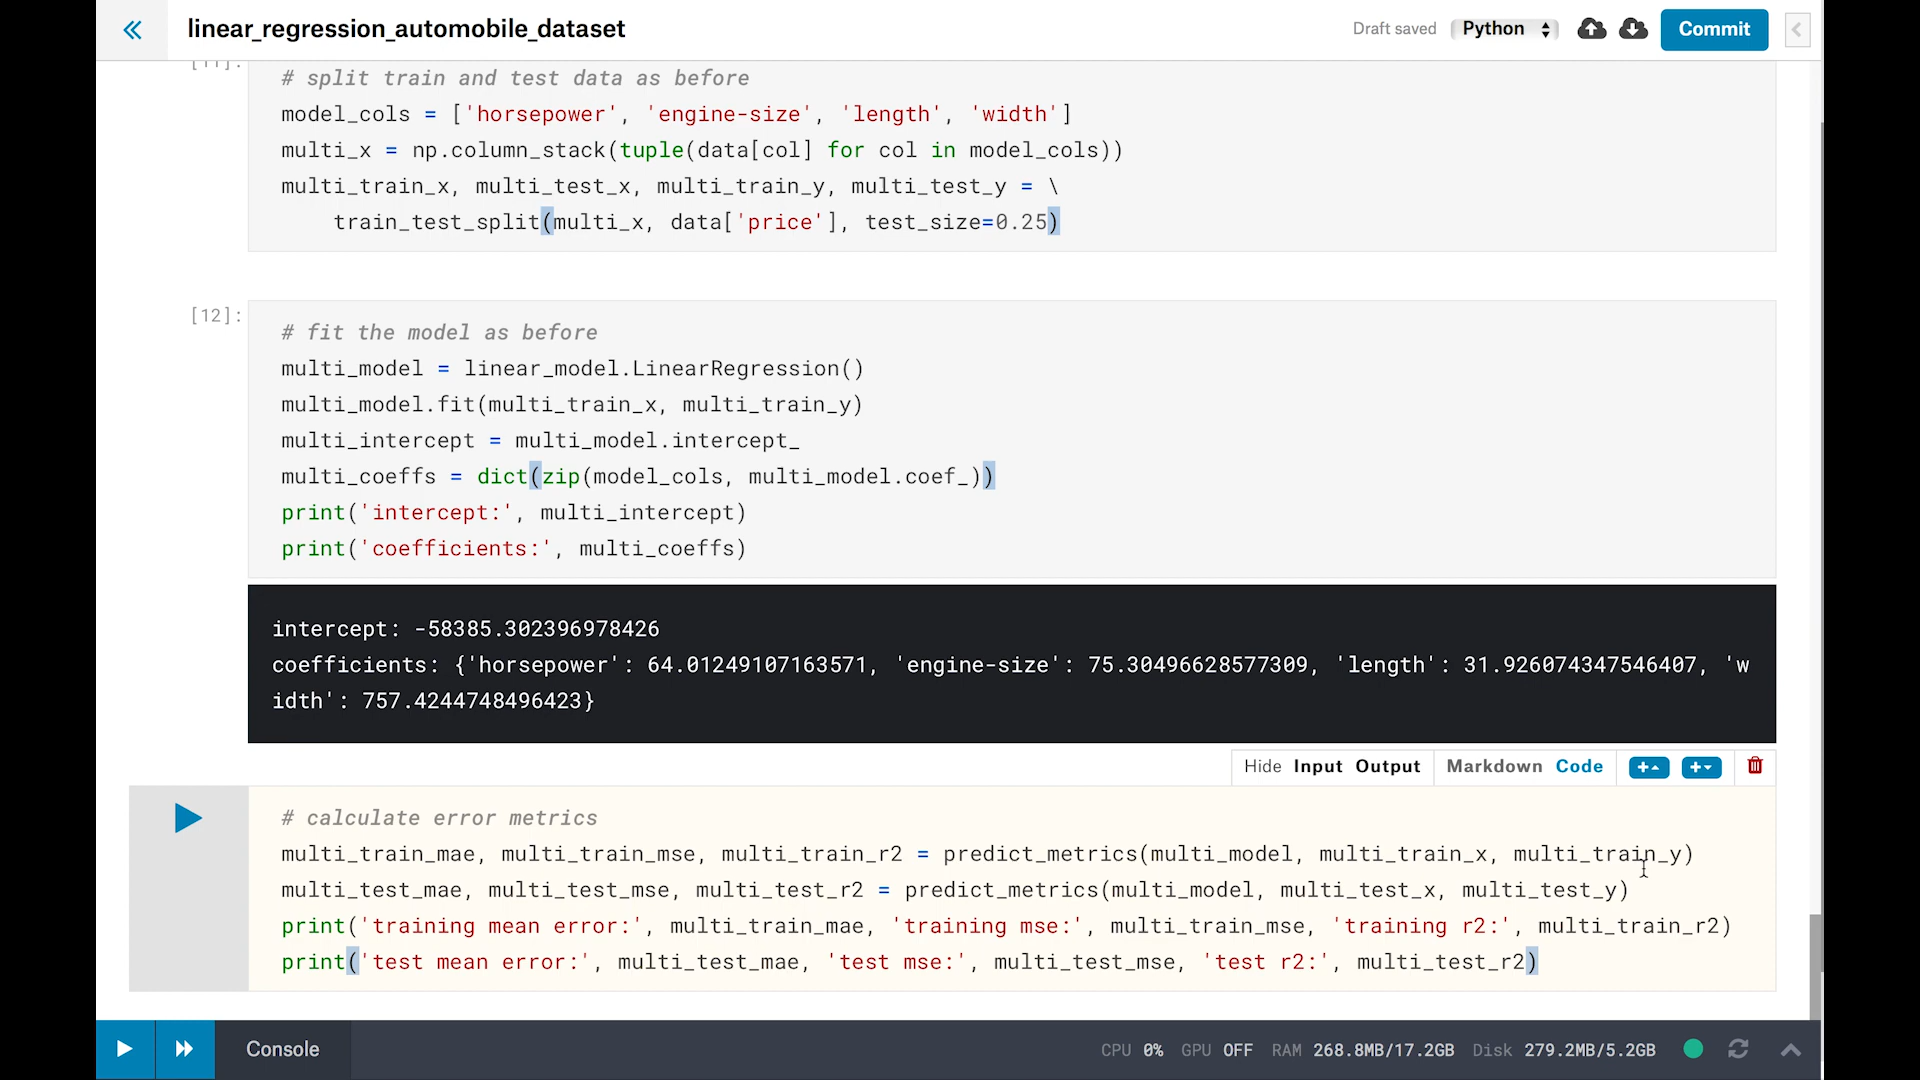 linear_regression_automobile_dataset
Draft saved
Python
Commit
[11]:
# split train and test data as before
model_cols = ['horsepower', 'engine-size', 'length', 'width']
multi_x = np.column_stack(tuple(data[col] for col in model_cols))
multi_train_x, multi_test_x, multi_train_y, multi_test_y = \
    train_test_split(multi_x, data['price'], test_size=0.25)
[12]:
# fit the model as before
multi_model = linear_model.LinearRegression()
multi_model.fit(multi_train_x, multi_train_y)
multi_intercept = multi_model.intercept_
multi_coeffs = dict(zip(model_cols, multi_model.coef_))
print('intercept:', multi_intercept)
print('coefficients:', multi_coeffs)
intercept: -58385.302396978426
coefficients: {'horsepower': 64.01249107163571, 'engine-size': 75.30496628577309, 'length': 31.926074347546407, 'w
idth': 757.4244748496423}
Hide Input Output Markdown Code
# calculate error metrics
multi_train_mae, multi_train_mse, multi_train_r2 = predict_metrics(multi_model, multi_train_x, multi_train_y)
multi_test_mae, multi_test_mse, multi_test_r2 = predict_metrics(multi_model, multi_test_x, multi_test_y)
print('training mean error:', multi_train_mae, 'training mse:', multi_train_mse, 'training r2:', multi_train_r2)
print('test mean error:', multi_test_mae, 'test mse:', multi_test_mse, 'test r2:', multi_test_r2)
Console
CPU 0% GPU OFF RAM 268.8MB/17.2GB Disk 279.2MB/5.2GB